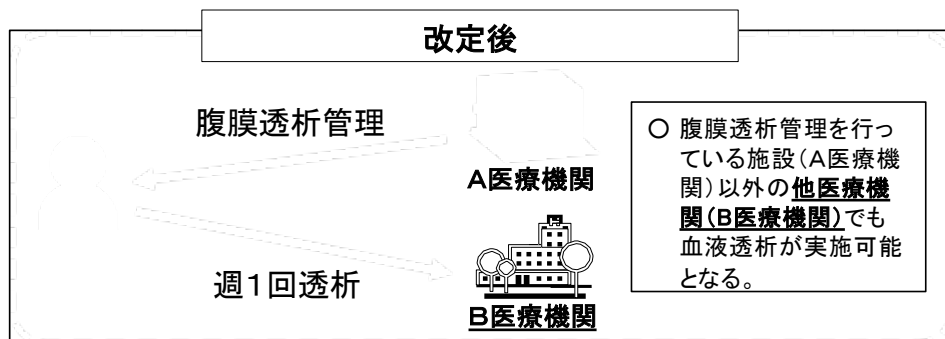 改定後
腹膜透析管理
A医療機関
週1回透析
B医療機関
○ 腹膜透析管理を行っ
ている施設(A医療機
関)以外の他医療機
関(B医療機関)でも
血液透析が実施可能
となる。